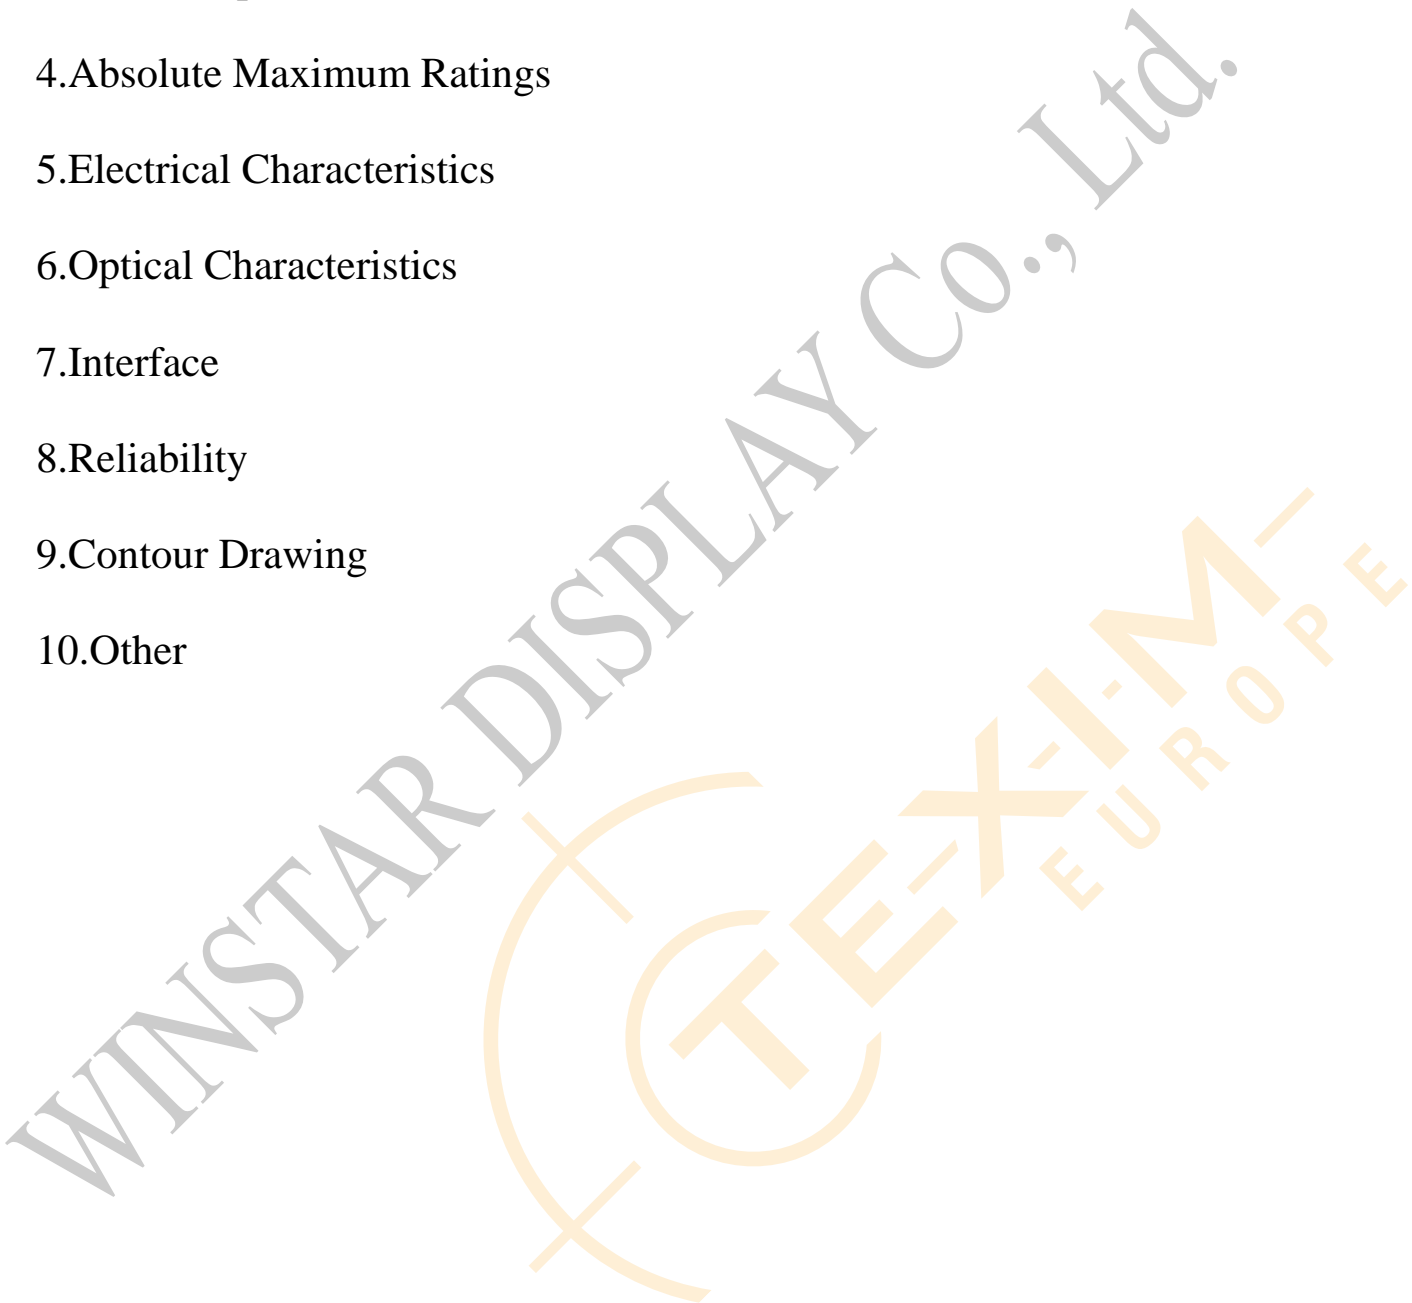 4.Absolute Maximum Ratings
5.Electrical Characteristics
6.Optical Characteristics
7.Interface
8.Reliability
9.Contour Drawing
10.Other
WINSTAR DISPLAY Co., Ltd.
TEXIM
EUROPE